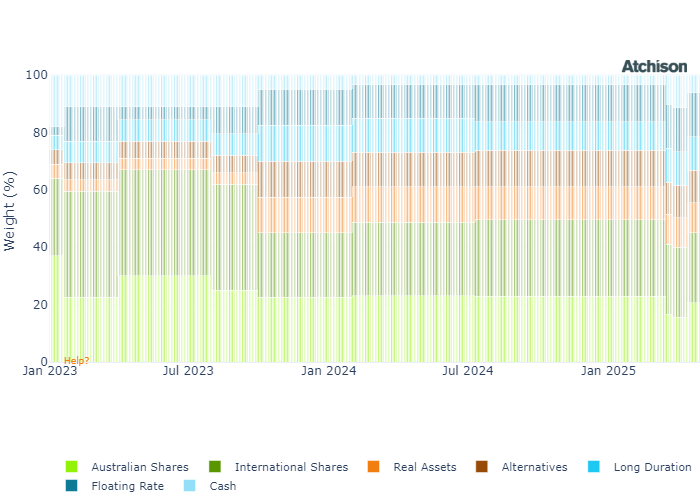 Atchison
100
80
60
40
20
0
Weight (%)
Help?
Jan 2023 Jul 2023 Jan 2024 Jul 2024 Jan 2025
Australian Shares International Shares Real Assets Alternatives Long Duration
Floating Rate Cash